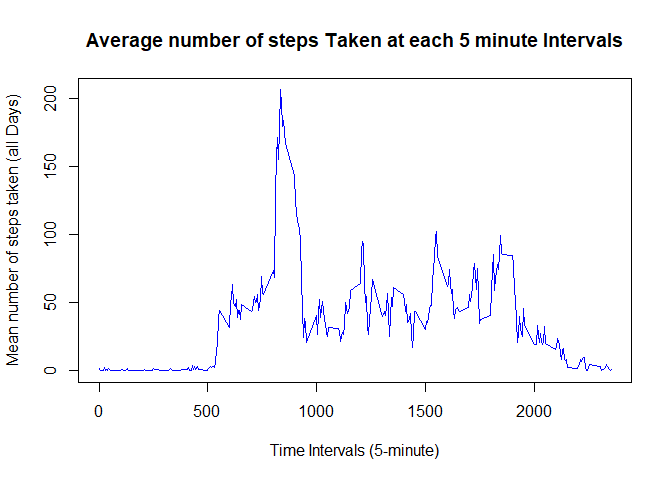 Average number of steps Taken at each 5 minute Intervals
Mean number of steps taken (all Days)
200
150
100
50
0
0 500 1000 1500 2000
Time Intervals (5-minute)